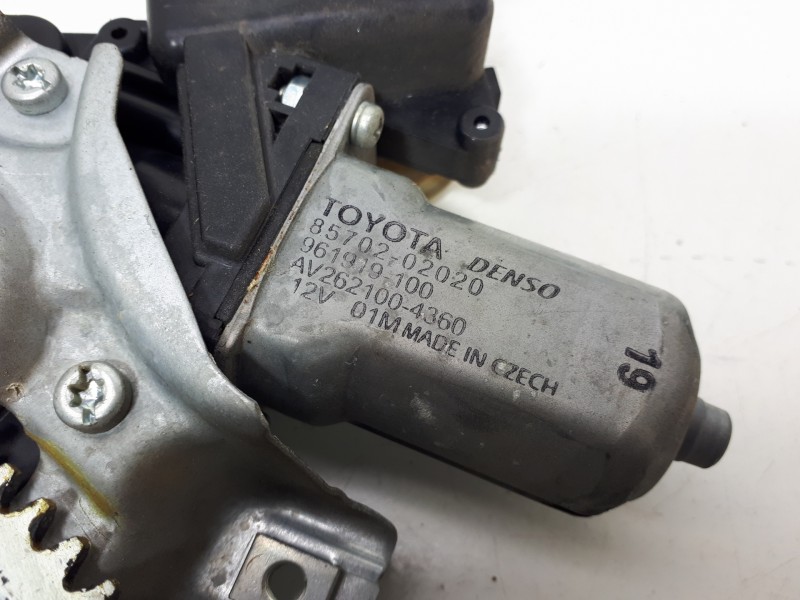 TOYOTA DENSO
85702-02020
961979-100
AV262100-4360
12V 01M MADE IN CZECH
19